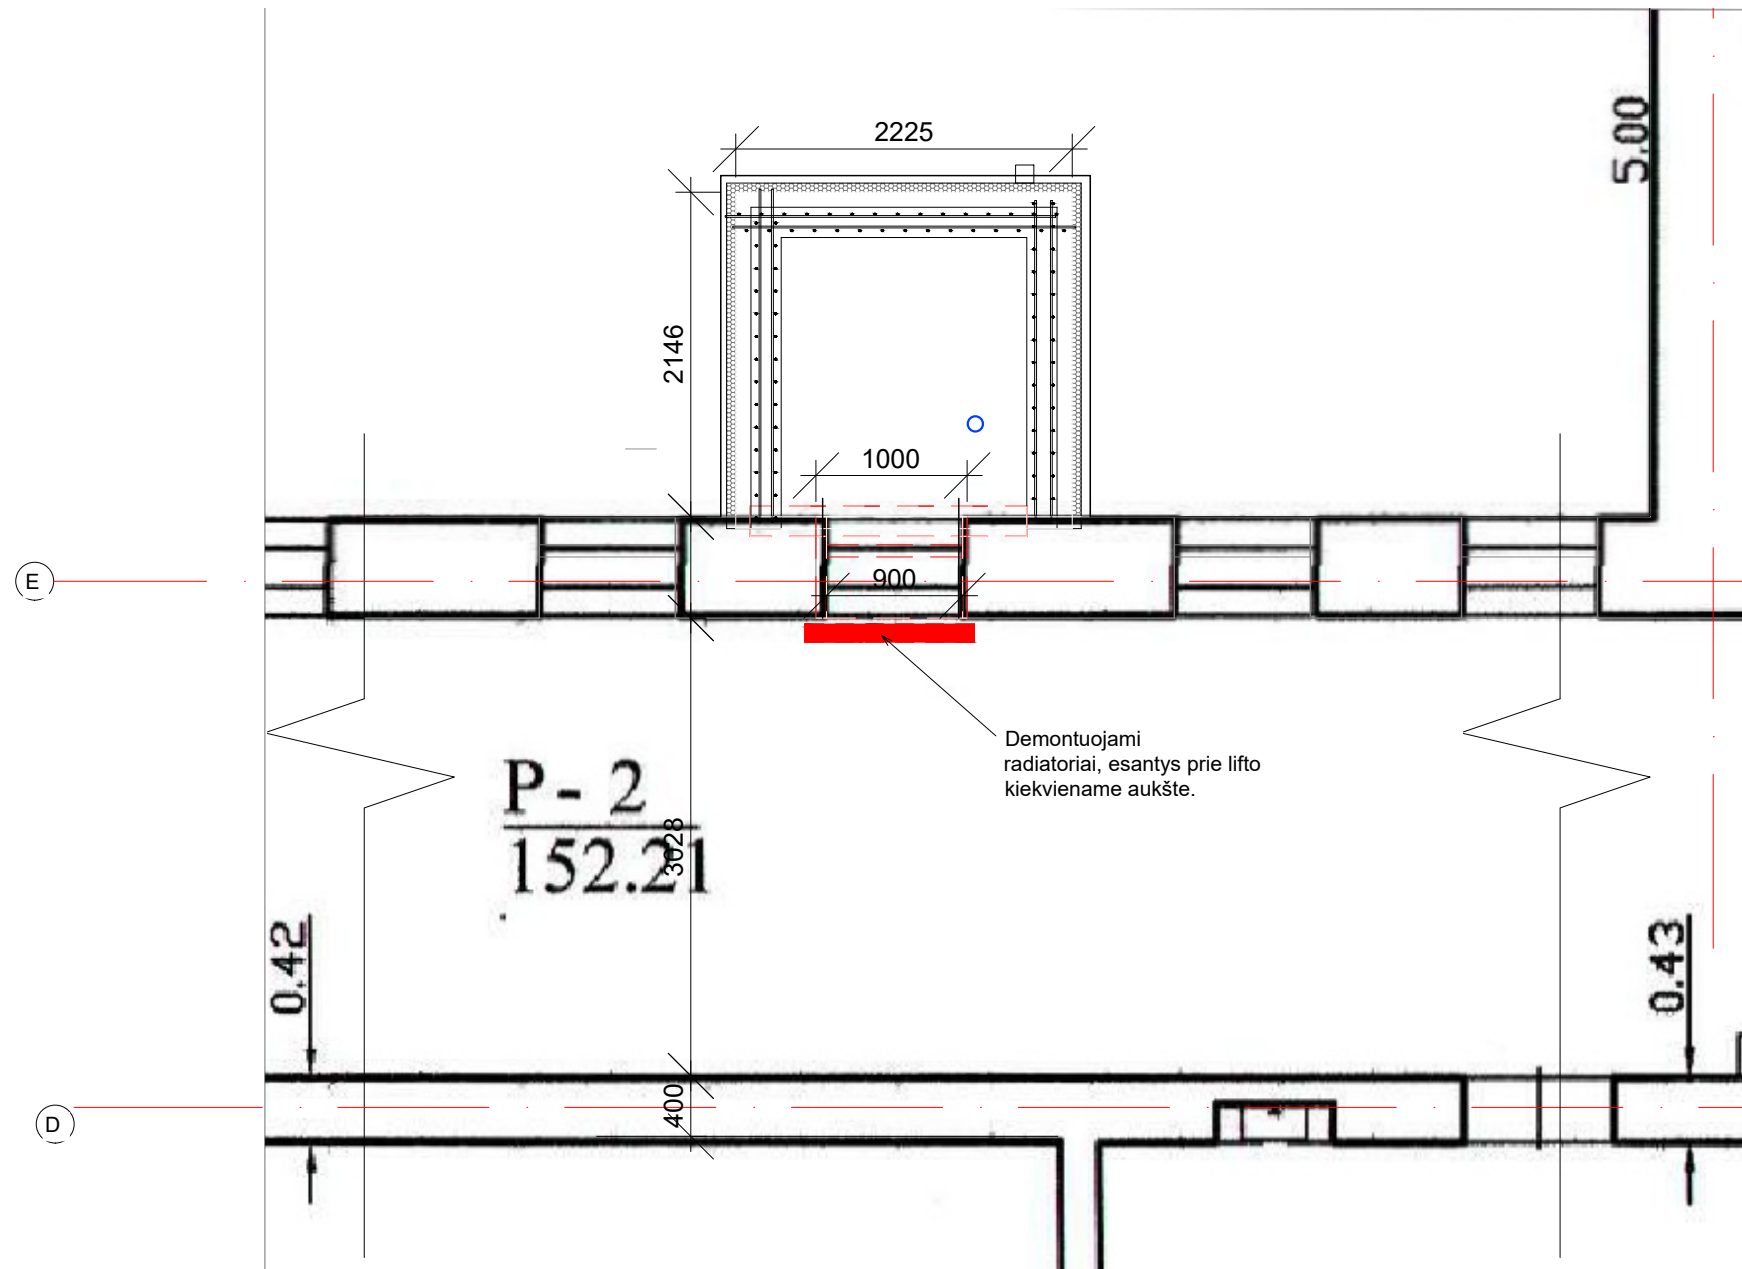 2225
5.00
2146
1000
E
900
Demontuojami
radiatoriai, esantys prie lifto
kiekviename aukšte.
P- 2
152.21
3028
0.42
0.43
400
D